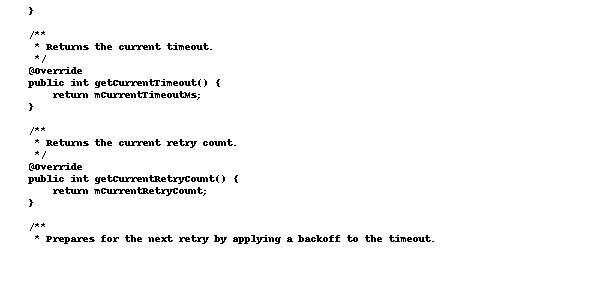 }

/**
 * Returns the current timeout.
 */
@Override
public int getCurrentTimeout() {
    return mCurrentTimeoutMs;
}

/**
 * Returns the current retry count.
 */
@Override
public int getCurrentRetryCount() {
    return mCurrentRetryCount;
}

/**
 * Prepares for the next retry by applying a backoff to the timeout.